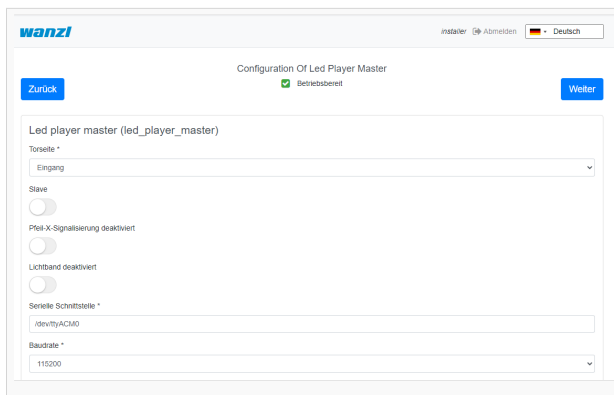 wanzl
installer Abmelden Deutsch
Configuration Of Led Player Master
Zurück
Betriebsbereit
Weiter
Led player master (led_player_master)
Torseite *
Eingang
Slave
Pfeil-X-Signalisierung deaktiviert
Lichtband deaktiviert
Serielle Schnittstelle *
/dev/ttyACM0
Baudrate *
115200